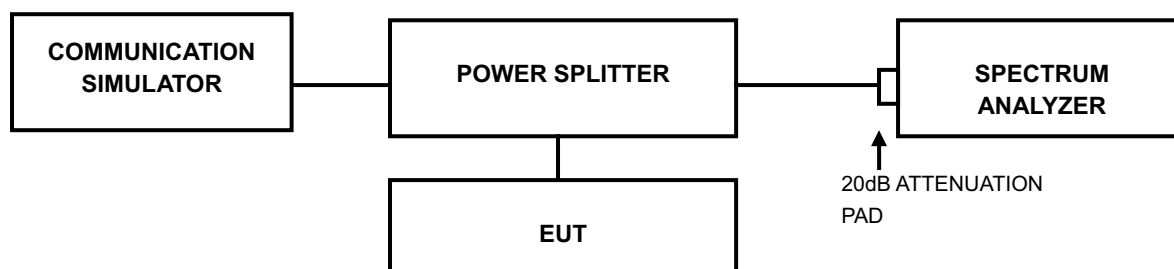 COMMUNICATION
SIMULATOR
POWER SPLITTER
SPECTRUM
ANALYZER
20dB ATTENUATION
PAD
EUT